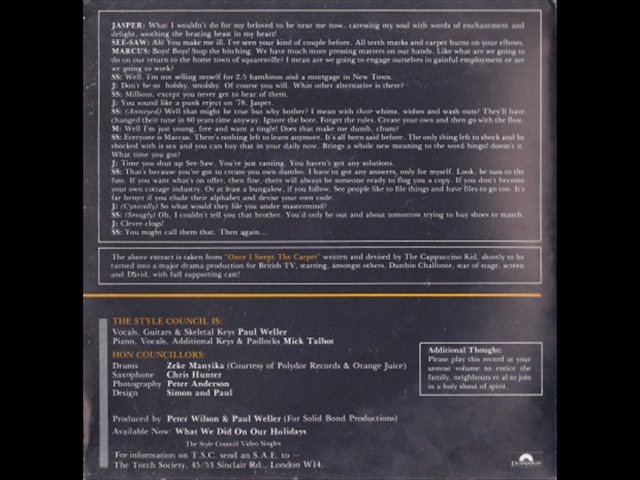 JASPER: What I wouldn't do for my beloved to be near me now, caressing my soul with words of enchantment and
delight, soothing the beating beast in my heart!
SEE-SAW: Ah! You make me ill. I've seen your kind of couple before. All teeth marks and carpet burns on your elbows.
MARCUS: Boys! Boys! Stop the bitching. We have much more pressing matters on our hands. Like what are we going to
do on our return to the home town of squaresville? I mean are we going to engage ourselves in gainful employment or are
we going to work?
SS: Well, I'm not selling myself for 2.5 bambinos and a mortgage in New Town.
J: Don't be so holshy, smolshy. Of course you will. What other alternative is there?
SS: Millions, except you never get to hear of them.
J: You sound like a punk reject on '78, Jasper.
SS: (Annoyed) Well that might be true but why bother? I mean with their whims, wishes and wash outs? They'll have
changed their tune in 60 years time anyway. Ignore the bore. Forget the rules. Create your own and then go with the flow.
M: Well I'm just young, free and want a single! Does that make me dumb, chum?
SS: Everyone is Marcus. There's nothing left to learn anymore. It's all been said before. The only thing left to shock and be
shocked with is sex and you can buy that in your daily now. Brings a whole new meaning to the word bingo! doesn't it.
What time you got?
J: Time you shut up See-Saw. You're just ranting. You haven't got any solutions.
SS: That's because you've got to create you own dumbo. I have'nt got any answers, only for myself. Look, be sure to the
fuss. If you want what's on offer, then fine, there will always be someone ready to flog you a copy. If you don't become
your own cottage industry. Or at least a bungalow, if you follow. See people like to file things and have files to go too. It's
far better if you elude their alphabet and devise your own code.
J: (Cynically) So what would they file you under mastermind?
SS: (Smugly) Oh, I couldn't tell you that brother. You'd only be out and about tomorrow trying to buy shoes to match.
J: Clever-clogs!
SS: You might call them that. Then again....
The above extract is taken from "Once I Swept The Carpet" written and devised by The Cappuccino Kid, shortly to be
turned into a major drama production for British TV, starring, amongst others, Dustbin Challonse, star of stage, screen
and David, with full supporting cast!
THE STYLE COUNCIL IS:
Vocals, Guitars & Skeletal Keys Paul Weller
Piano, Vocals, Additional Keys & Padlocks Mick Talbot
HON COUNCILLORS:
Drums Zeke Manyika (Courtesy of Polydor Records & Orange Juice)
Saxophone Chris Hunter
Photography Peter Anderson
Design Simon and Paul
Additional Thought:
Please play this record at your
utmost volume to entice the
family, neighbours et al to join
in a holy shout of spirit.
Produced by Peter Wilson & Paul Weller (For Solid Bond Productions)
Available Now: What We Did On Our Holidays
The Style Council Video Singles
For information on T.S.C. send an S.A.E. to —
The Torch Society, 45/53 Sinclair Rd., London W14.
polydor